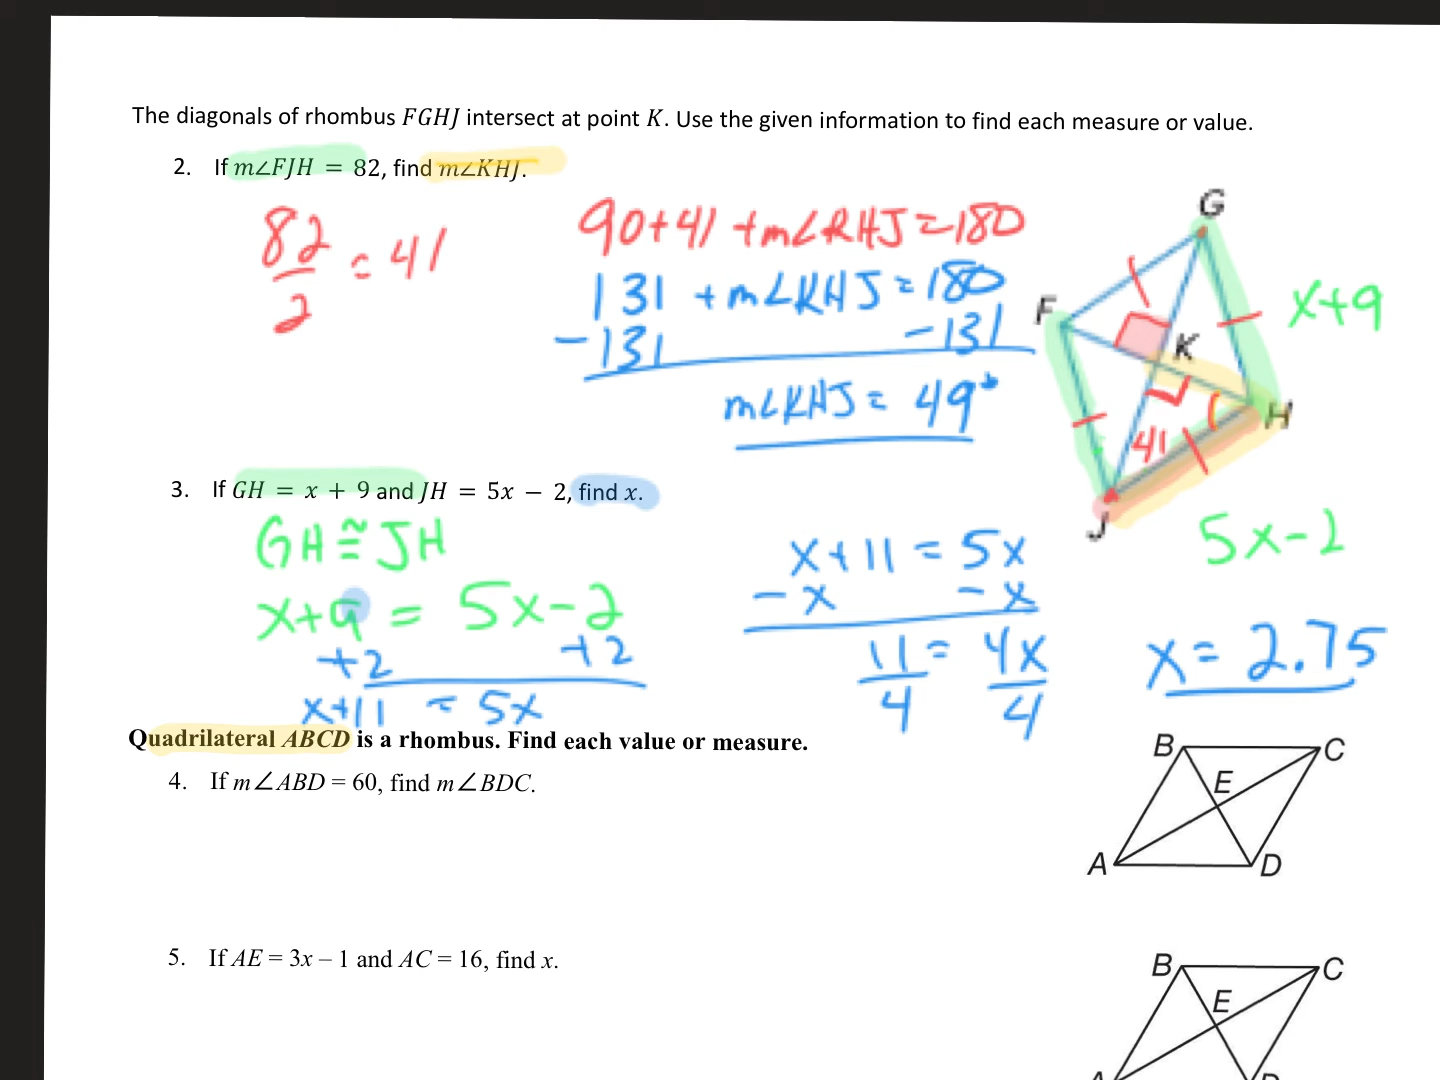 The diagonals of rhombus FGHJ intersect at point K. Use the given information to find each measure or value.
2. If m∠FJH = 82, find m∠KHJ.
82
2
= 41
90+41 +m∠KHJ=180
131 +m∠KHJ=180
-131 -131
m∠KHJ= 49°
G
F
K
H
J
41
x+9
5x-2
3. If GH = x + 9 and JH = 5x − 2, find x.
GH ≅ JH
x+9 = 5x-2
+2 +2
x+11 = 5x
x+11 = 5x
-x -x
11 = 4x
4 4
x= 2.75
Quadrilateral ABCD is a rhombus. Find each value or measure.
4. If m∠ABD = 60, find m∠BDC.
B C
E
A D
5. If AE = 3x – 1 and AC = 16, find x.
B C
E